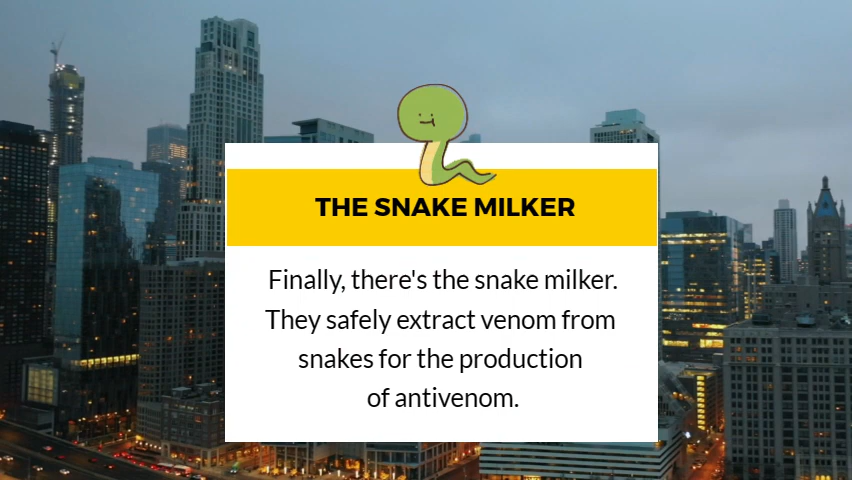 THE SNAKE MILKER
Finally, there's the snake milker.
They safely extract venom from
snakes for the production
of antivenom.